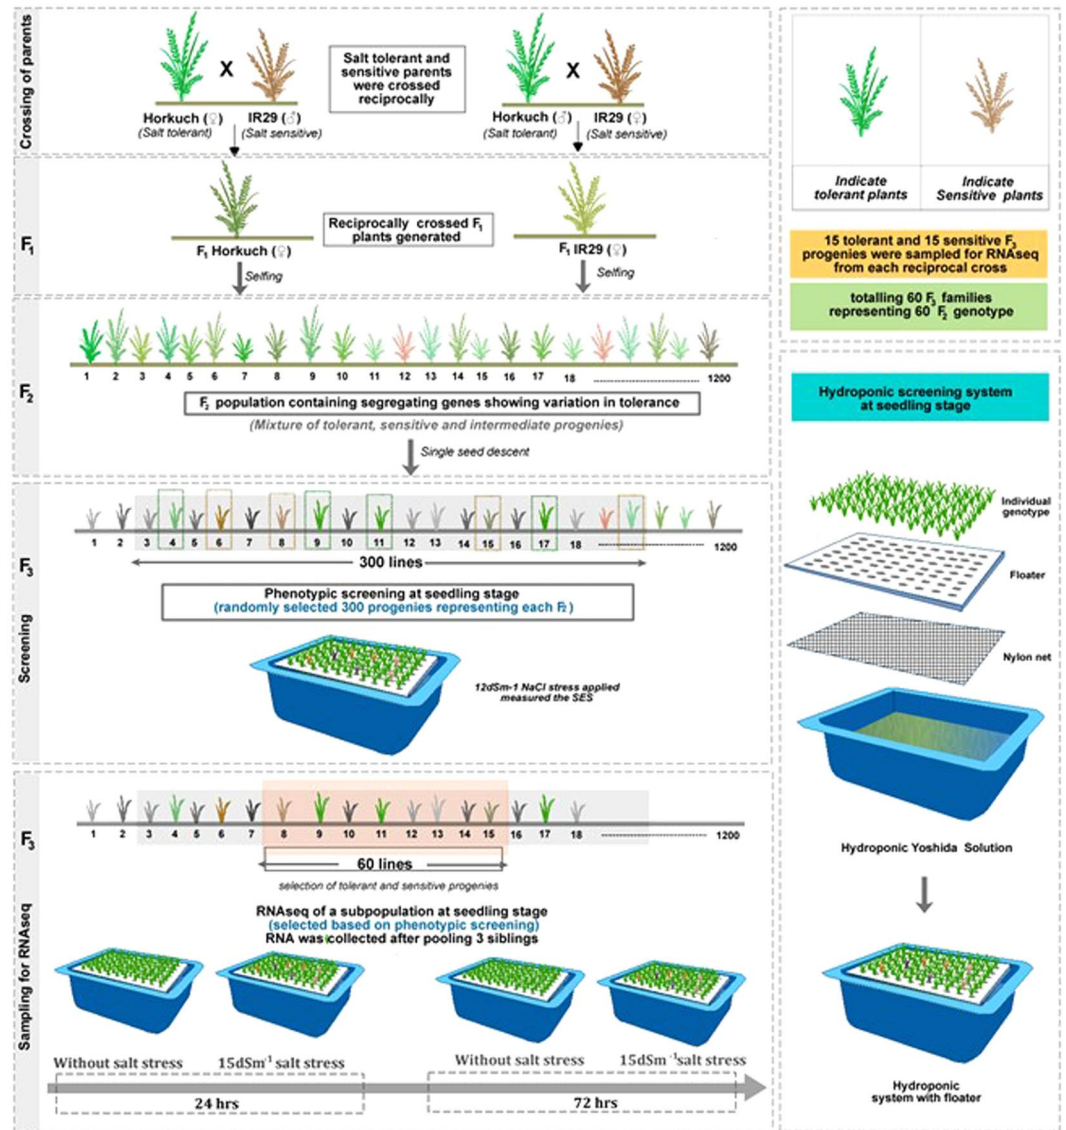 Crossing of parents
X
Salt tolerant and
sensitive parents
were crossed
reciprocally
X
Horkuch (♀) IR29 (♂)
(Salt tolerant) (Salt sensitive)
Horkuch (♂) IR29 (♀)
(Salt tolerant) (Salt sensitive)
F1
Reciprocally crossed F1
plants generated
F1 Horkuch (♀)
F1 IR29 (♀)
Selfing
Selfing
F2
1 2 3 4 5 6 7 8 9 10 11 12 13 14 15 16 17 18 ........................ 1200
F2 population containing segregating genes showing variation in tolerance
(Mixture of tolerant, sensitive and intermediate progenies)
Single seed descent
F3
Screening
1 2 3 4 5 6 7 8 9 10 11 12 13 14 15 16 17 18 ........................ 1200
300 lines
Phenotypic screening at seedling stage
(randomly selected 300 progenies representing each F2)
12dSm-1 NaCl stress applied
measured the SES
F3
Sampling for RNAseq
1 2 3 4 5 6 7 8 9 10 11 12 13 14 15 16 17 18 ........................ 1200
60 lines
selection of tolerant and sensitive progenies
RNAseq of a subpopulation at seedling stage
(selected based on phenotypic screening)
RNA was collected after pooling 3 siblings
Without salt stress 15dSm-1 salt stress
Without salt stress 15dSm-1 salt stress
24 hrs
72 hrs
Indicate
tolerant plants
Indicate
Sensitive plants
15 tolerant and 15 sensitive F3
progenies were sampled for RNAseq
from each reciprocal cross
totalling 60 F3 families
representing 60 F2 genotype
Hydroponic screening system
at seedling stage
Individual
genotype
Floater
Nylon net
Hydroponic Yoshida Solution
Hydroponic
system with floater